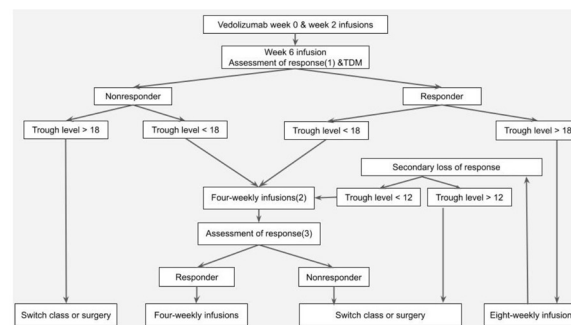 Vedolizumab week 0 & week 2 infusions
Week 6 infusion
Assessment of response(1) &TDM
Nonresponder
Responder
Trough level > 18
Trough level < 18
Trough level < 18
Trough level > 18
Secondary loss of response
Four-weekly infusions(2)
Trough level < 12
Trough level > 12
Assessment of response(3)
Responder
Nonresponder
Switch class or surgery
Four-weekly infusions
Switch class or surgery
Eight-weekly infusion